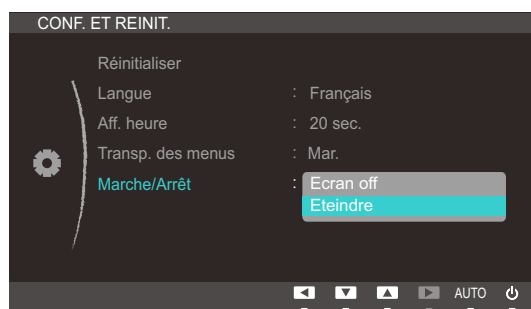 CONF. ET REINIT.
Réinitialiser
Langue : Français
Aff. heure : 20 sec.
Transp. des menus : Mar.
Marche/Arrêt : Ecran off
Eteindre
AUTO